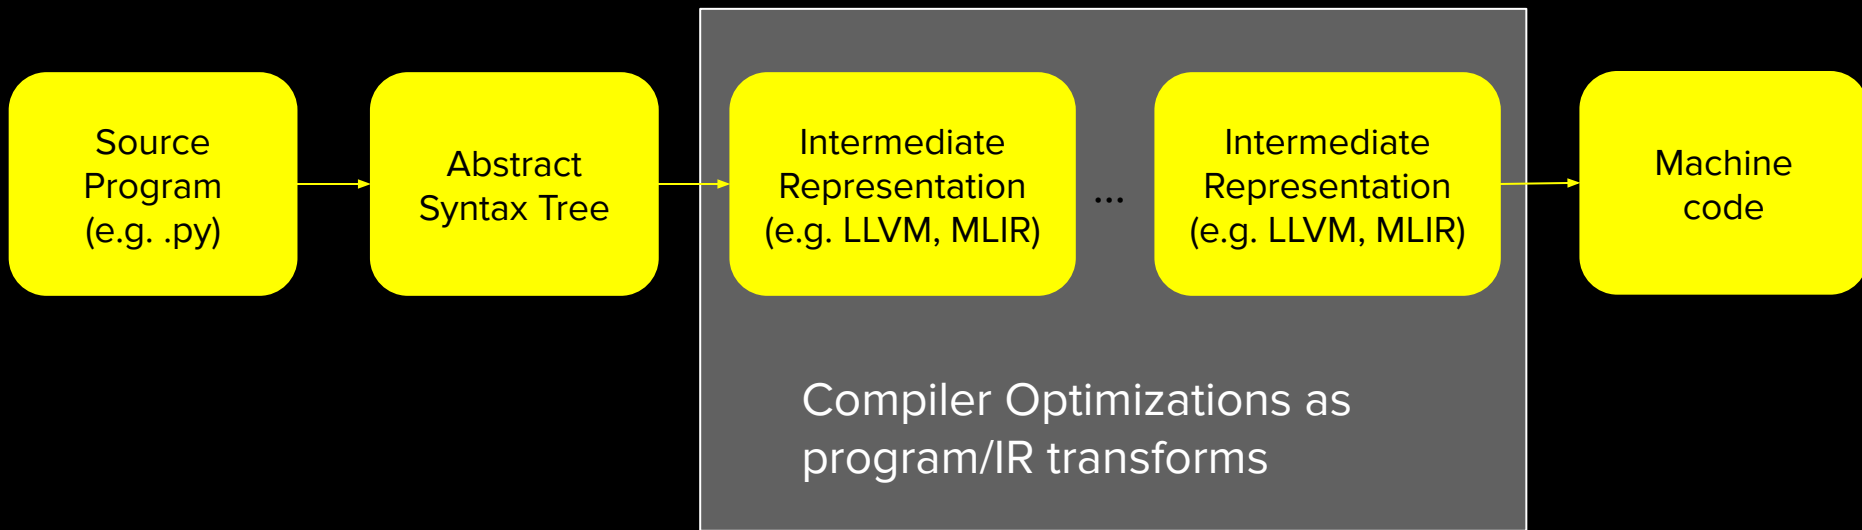 Source
Program
(e.g. .py)
Abstract
Syntax Tree
Intermediate
Representation
(e.g. LLVM, MLIR)
...
Intermediate
Representation
(e.g. LLVM, MLIR)
Machine
code
Compiler Optimizations as
program/IR transforms